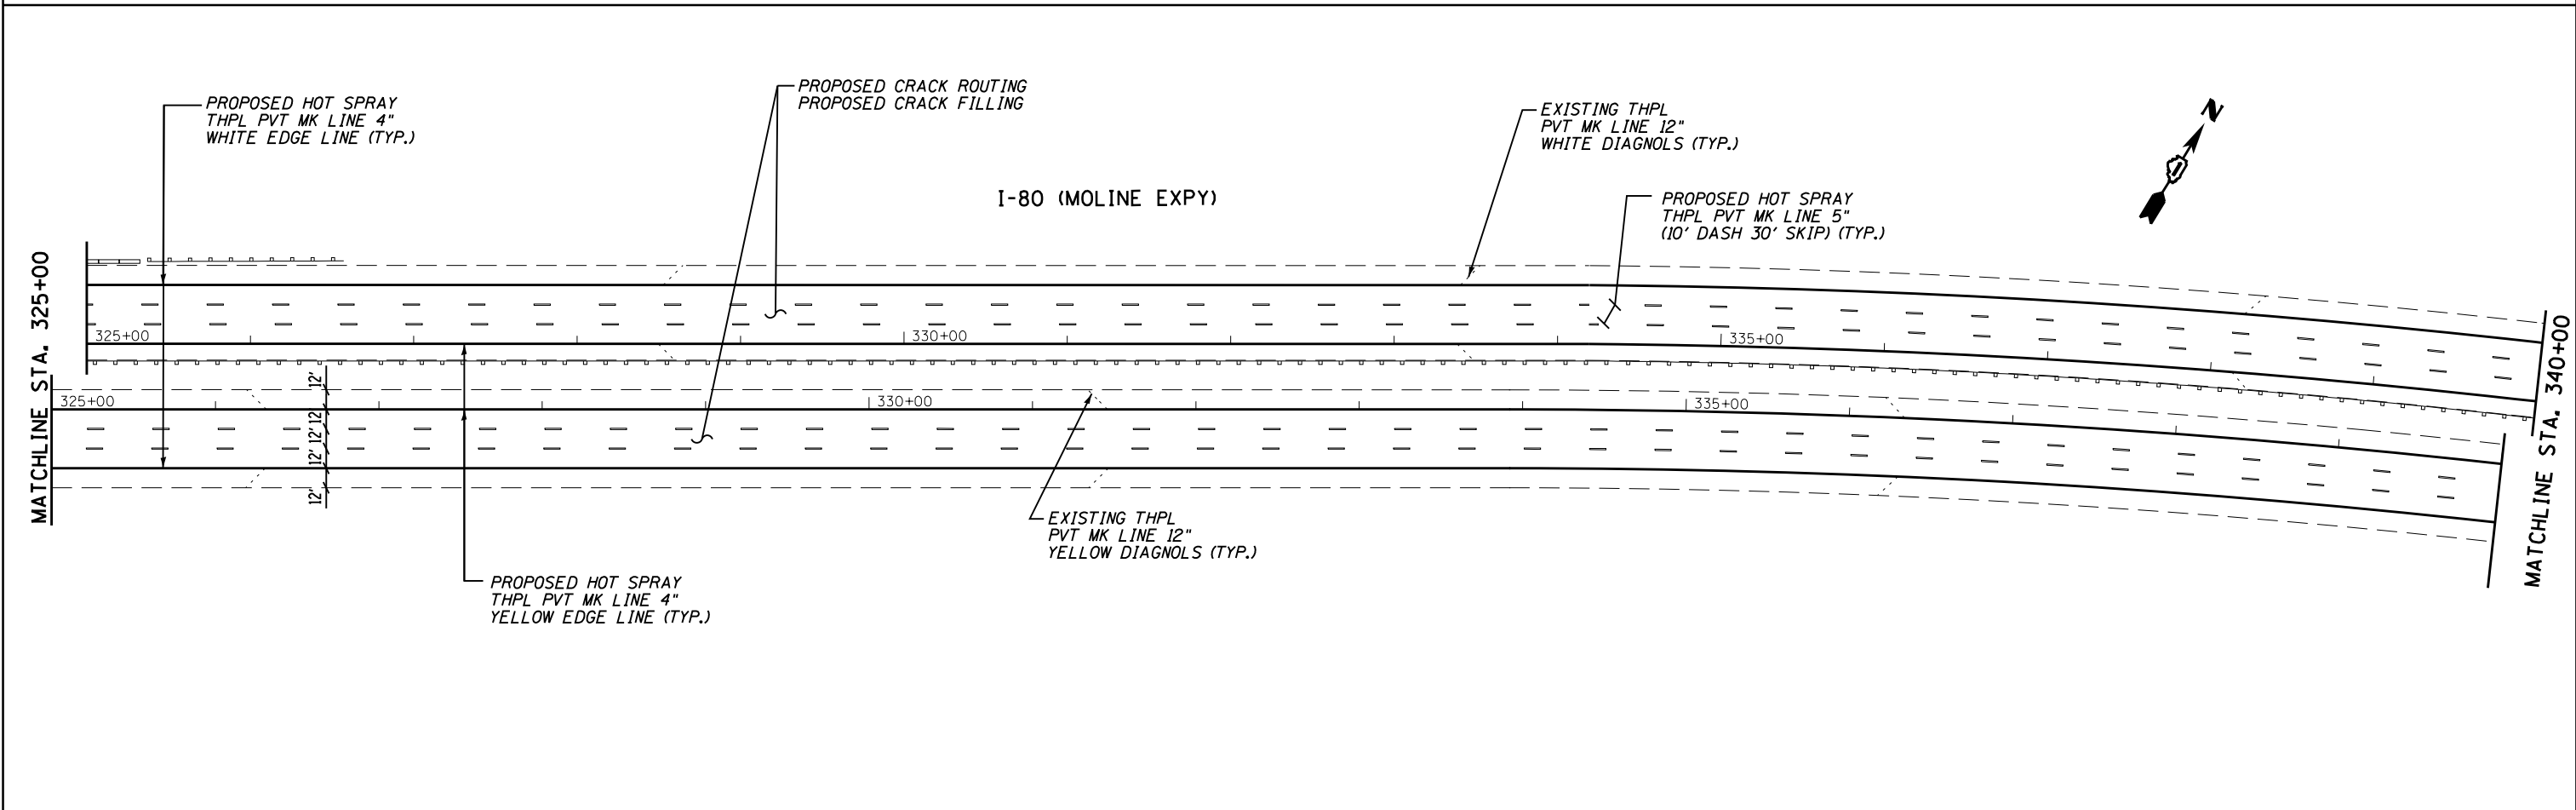 PROPOSED CRACK ROUTING
PROPOSED CRACK FILLING
PROPOSED HOT SPRAY
THPL PVT MK LINE 4"
WHITE EDGE LINE (TYP.)
EXISTING THPL
PVT MK LINE 12"
WHITE DIAGNOLS (TYP.)
N
I-80 (MOLINE EXPY)
PROPOSED HOT SPRAY
THPL PVT MK LINE 5"
(10' DASH 30' SKIP) (TYP.)
MATCHLINE STA. 325+00
325+00
330+00
335+00
MATCHLINE STA. 340+00
325+00
330+00
335+00
12'
12'
12'
12'
12'
EXISTING THPL
PVT MK LINE 12"
YELLOW DIAGNOLS (TYP.)
PROPOSED HOT SPRAY
THPL PVT MK LINE 4"
YELLOW EDGE LINE (TYP.)